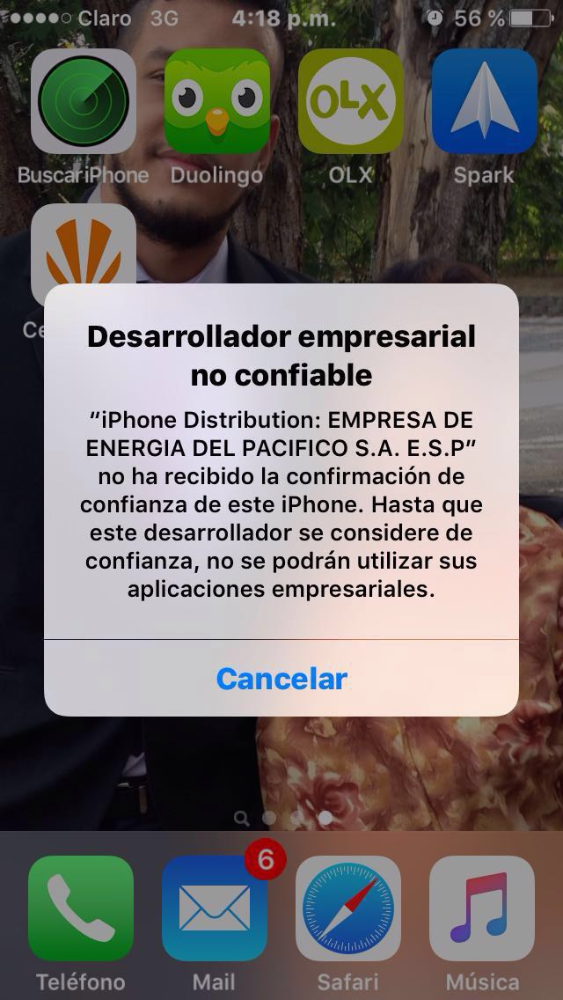 Claro 3G 4:18 p.m. 56 %
OLX
BuscariPhone Duolingo OLX Spark
Ce
Desarrollador empresarial
no confiable
“iPhone Distribution: EMPRESA DE
ENERGIA DEL PACIFICO S.A. E.S.P”
no ha recibido la confirmación de
confianza de este iPhone. Hasta que
este desarrollador se considere de
confianza, no se podrán utilizar sus
aplicaciones empresariales.
Cancelar
6
Teléfono Mail Safari Música